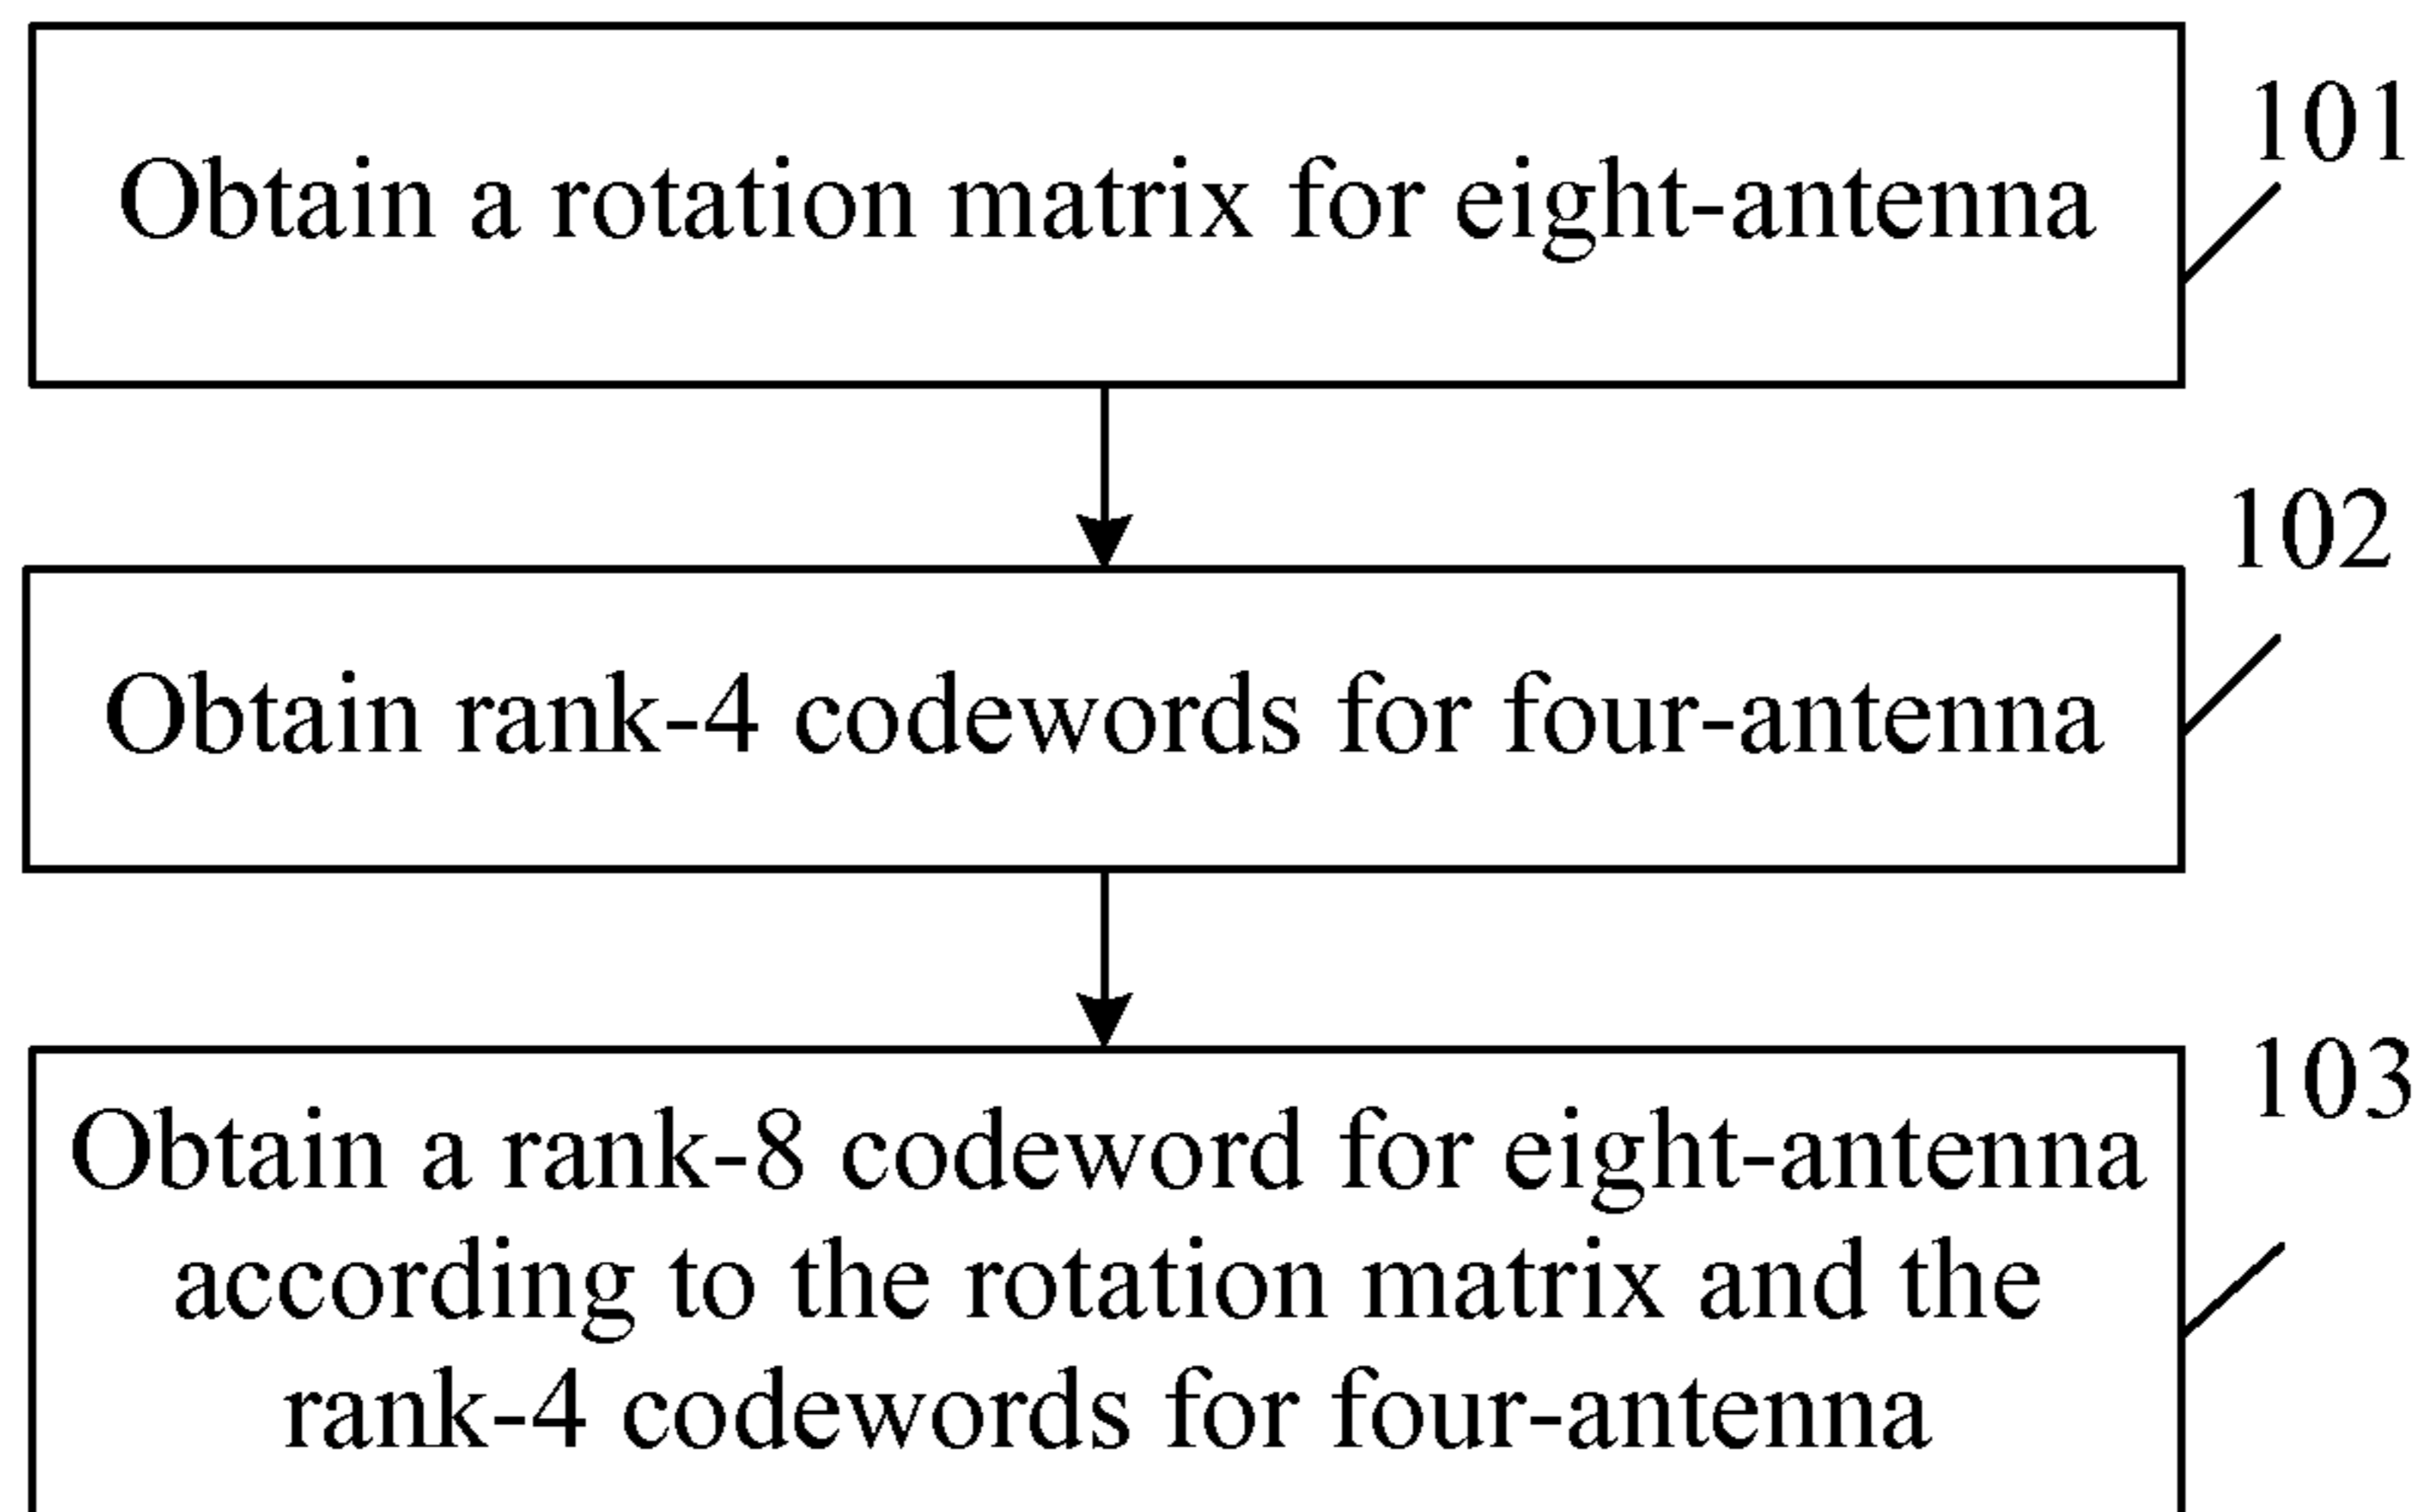 101
Obtain a rotation matrix for eight-antenna
102
Obtain rank-4 codewords for four-antenna
103
Obtain a rank-8 codeword for eight-antenna
according to the rotation matrix and the
rank-4 codewords for four-antenna